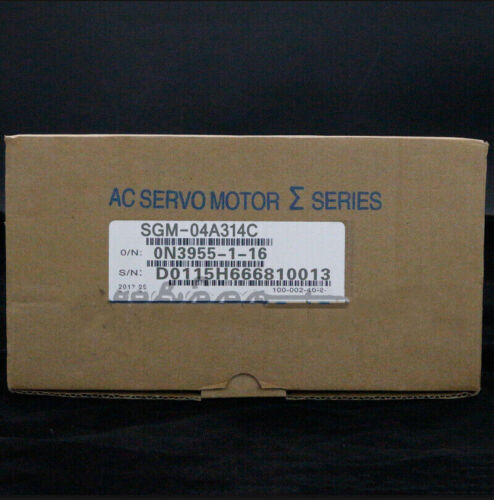 AC SERVO MOTOR Σ SERIES
SGM-04A314C
O/N: 0N3955-1-16
S/N: D0115H666810013